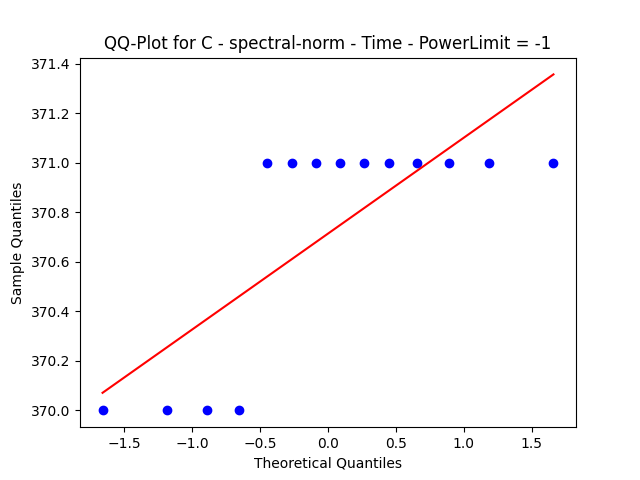 QQ-Plot for C - spectral-norm - Time - PowerLimit = -1
371.4
371.2
371.0
370.8
370.6
370.4
370.2
370.0
Sample Quantiles
−1.5 −1.0 −0.5 0.0 0.5 1.0 1.5
Theoretical Quantiles